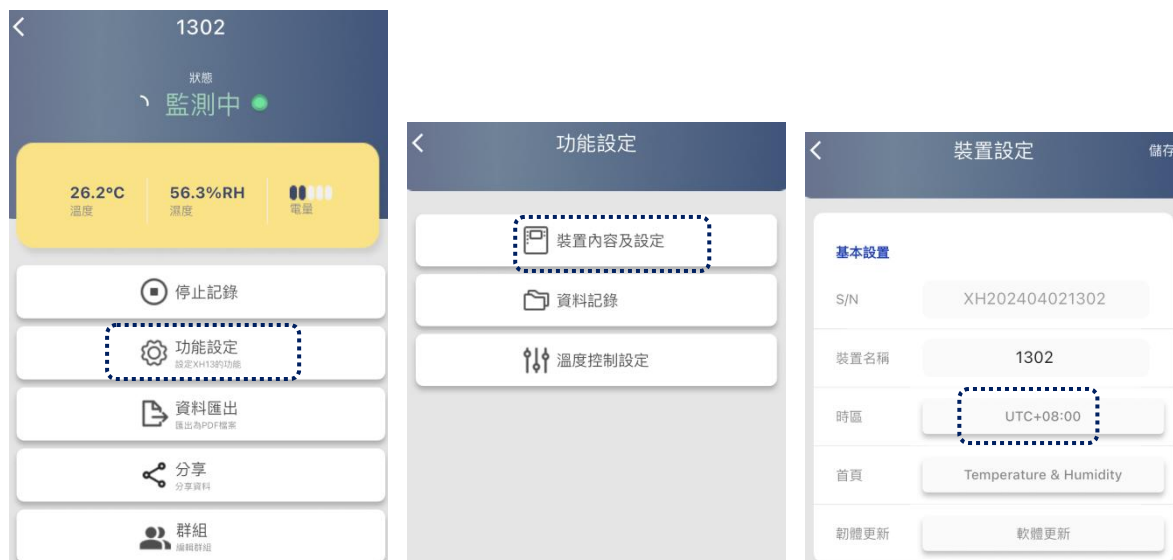 1302
狀態
監測中
26.2°C
溫度
56.3%RH
濕度
電量
停止記錄
功能設定
設定XH13的功能
資料匯出
匯出為PDF檔案
分享
分享資料
群組
編輯群組
功能設定
裝置內容及設定
資料記錄
溫度控制設定
裝置設定
儲存
基本設置
S/N
XH202404021302
裝置名稱
1302
時區
UTC+08:00
首頁
Temperature & Humidity
韌體更新
軟體更新